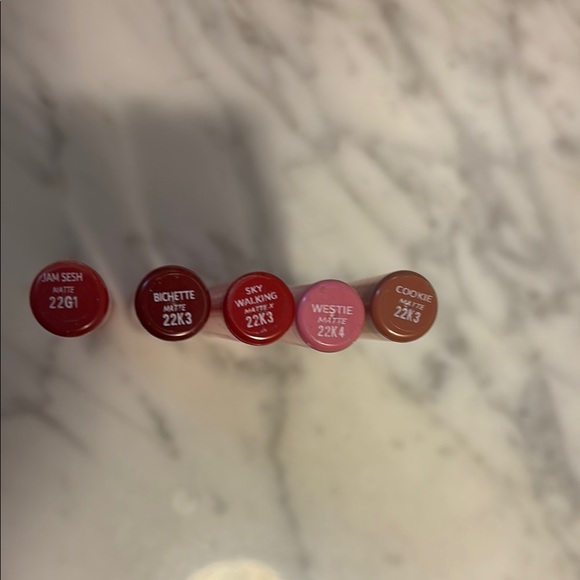 JAM SESH
MATTE
22G1
BICHETTE
MATTE
22K3
SKY
WALKING
MATTE X
22K3
WESTIE
MATTE
22K4
COOKIE
MATTE
22K3